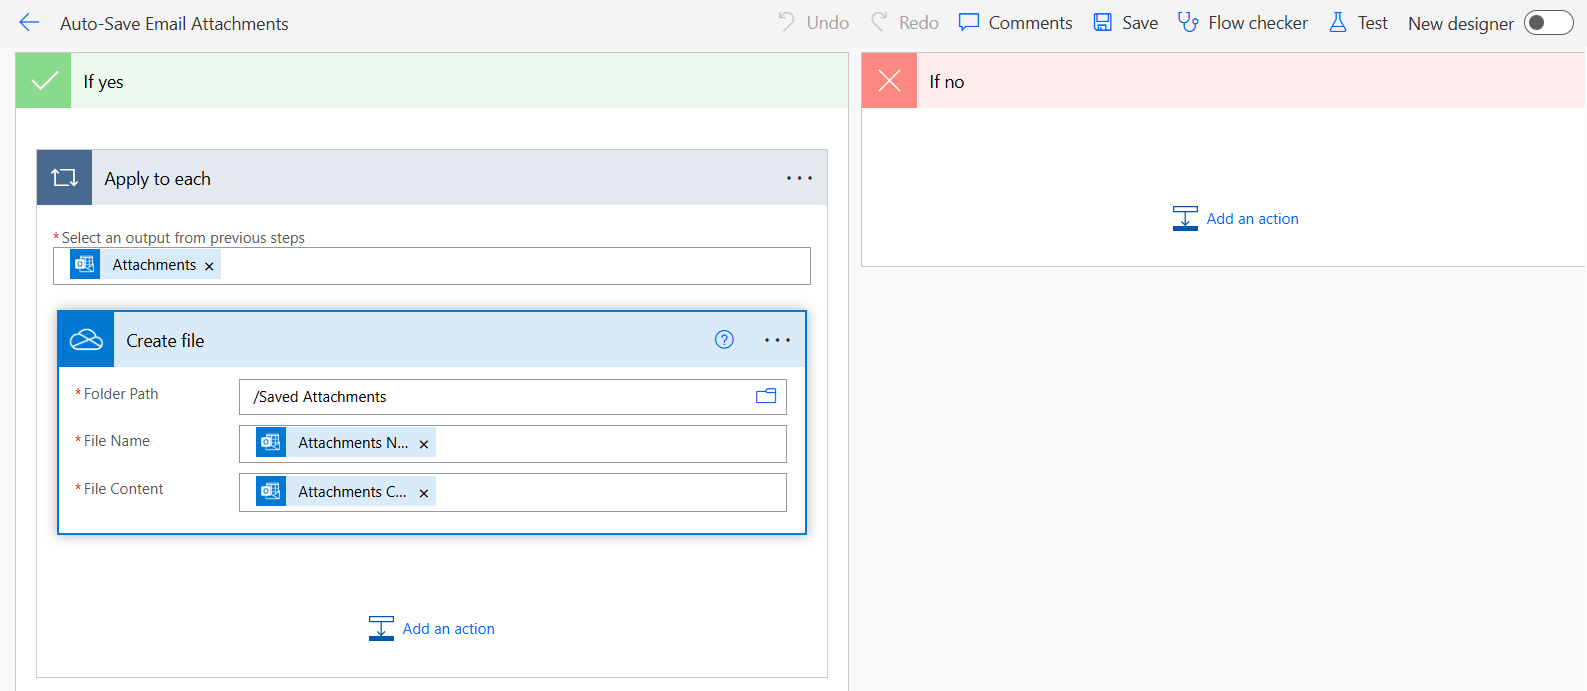 Auto-Save Email Attachments
Undo
Redo
Comments
Save
Flow checker
Test
New designer
If yes
If no
Apply to each
* Select an output from previous steps
Attachments ×
Add an action
Create file
?
* Folder Path
/Saved Attachments
* File Name
Attachments N... ×
* File Content
Attachments C... ×
Add an action